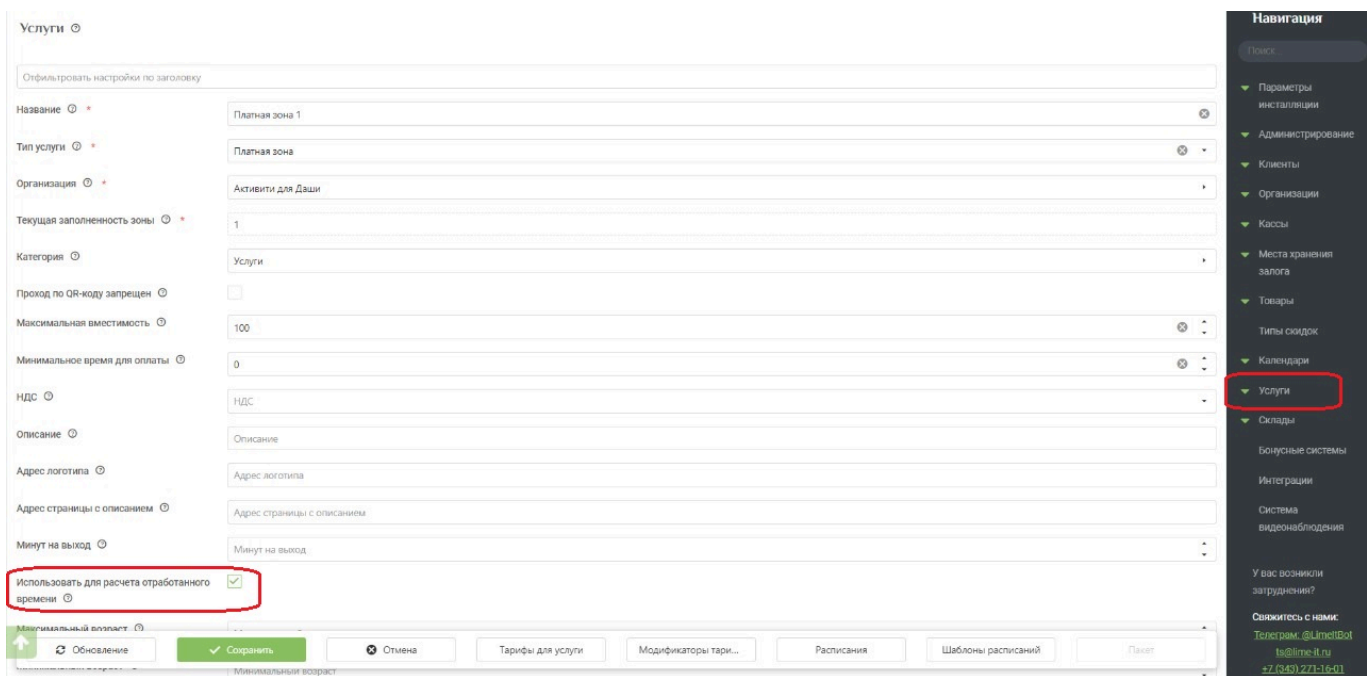 Услуги
Отфильтровать настройки по заголовку
Название *
Платная зона 1
Тип услуги *
Платная зона
Организация *
Активити для Даши
Текущая заполненность зоны *
1
Категория
Услуги
Проход по QR-коду запрещен
Максимальная вместимость
100
Минимальное время для оплаты
0
НДС
НДС
Описание
Описание
Адрес логотипа
Адрес логотипа
Адрес страницы с описанием
Адрес страницы с описанием
Минут на выход
Минут на выход
Использовать для расчета отработанного
времени
Максимальный возраст
Обновление
Сохранить
Отмена
Тарифы для услуги
Модификаторы тари...
Расписания
Шаблоны расписаний
Пакет
Минимальный возраст
Навигация
Поиск...
Параметры
инсталляции
Администрирование
Клиенты
Организации
Кассы
Места хранения
залога
Товары
Типы скидок
Календари
Услуги
Склады
Бонусные системы
Интеграции
Система
видеонаблюдения
У вас возникли
затруднения?
Свяжитесь с нами:
Телеграм: @LimeItBot
ts@lime-it.ru
+7 (343) 271-16-01